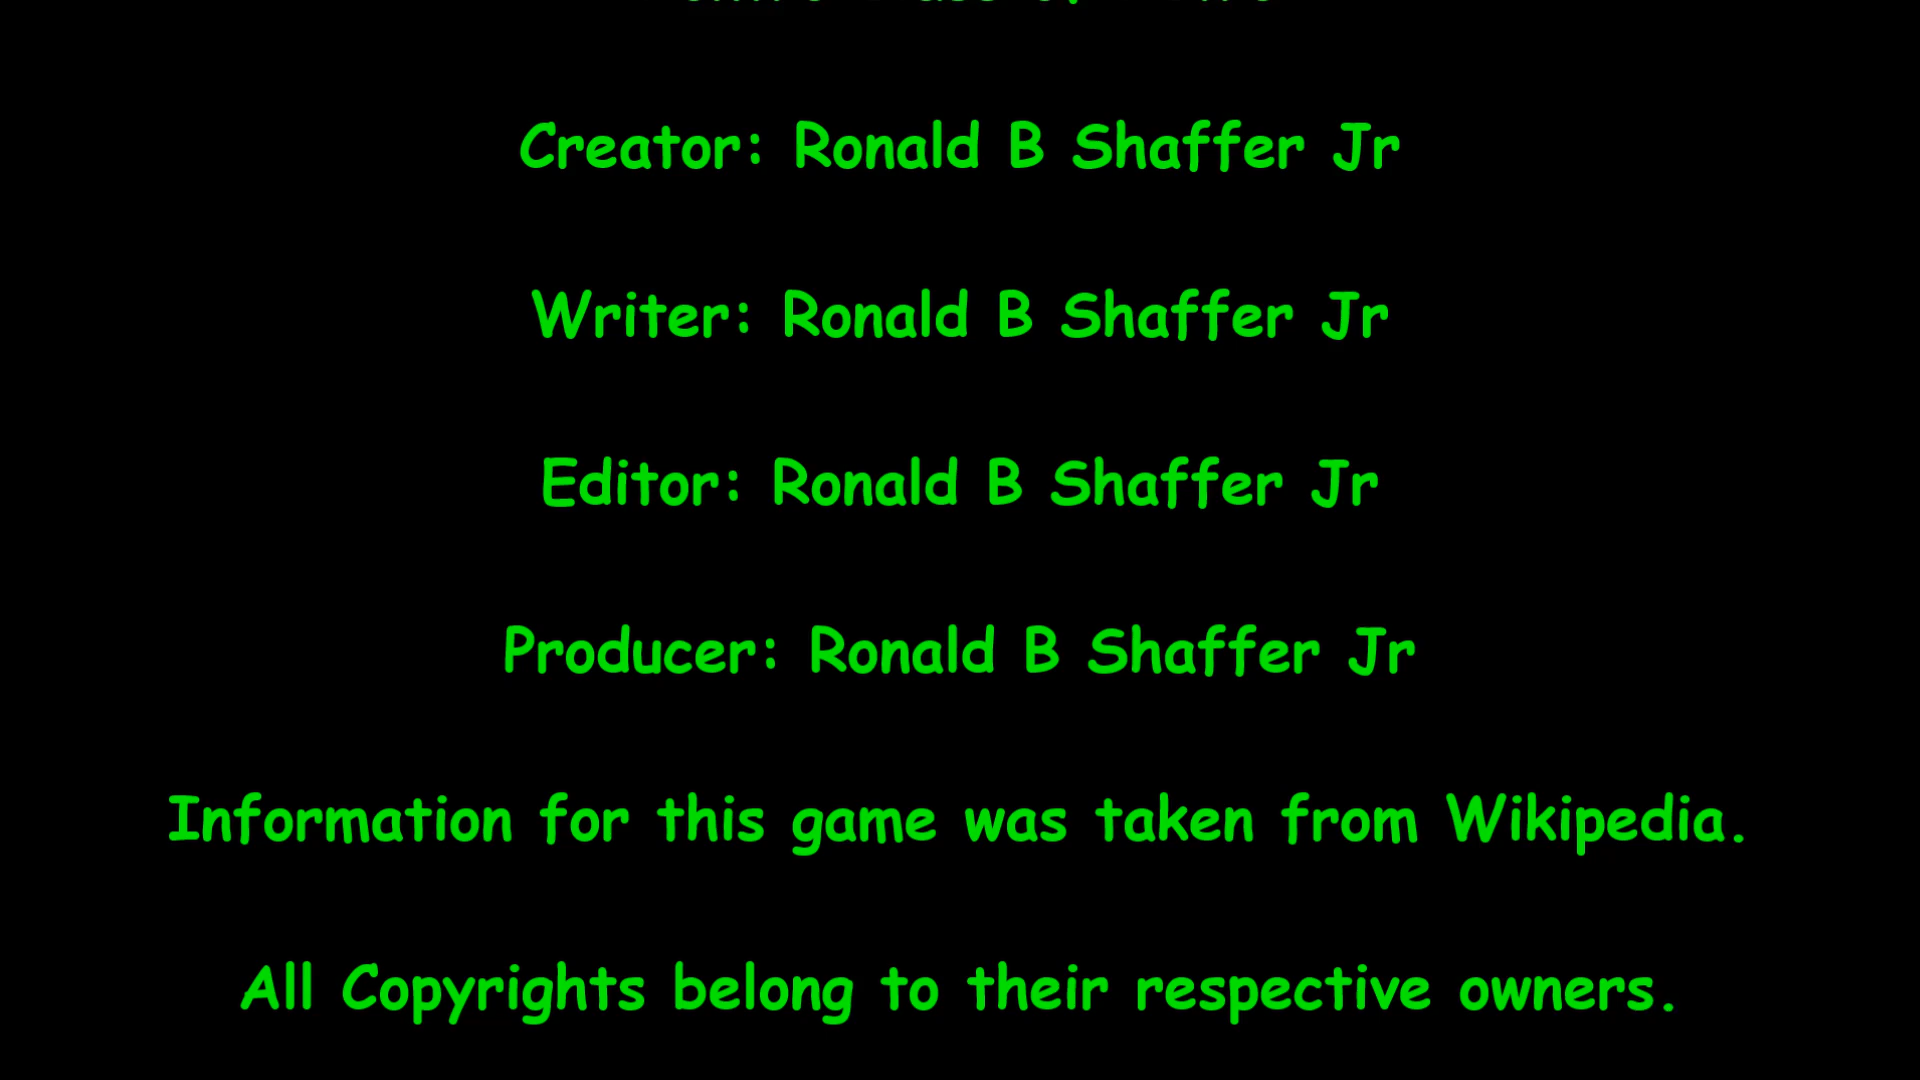 Creator: Ronald B Shaffer Jr
Writer: Ronald B Shaffer Jr
Editor: Ronald B Shaffer Jr
Producer: Ronald B Shaffer Jr
Information for this game was taken from Wikipedia.
All Copyrights belong to their respective owners.